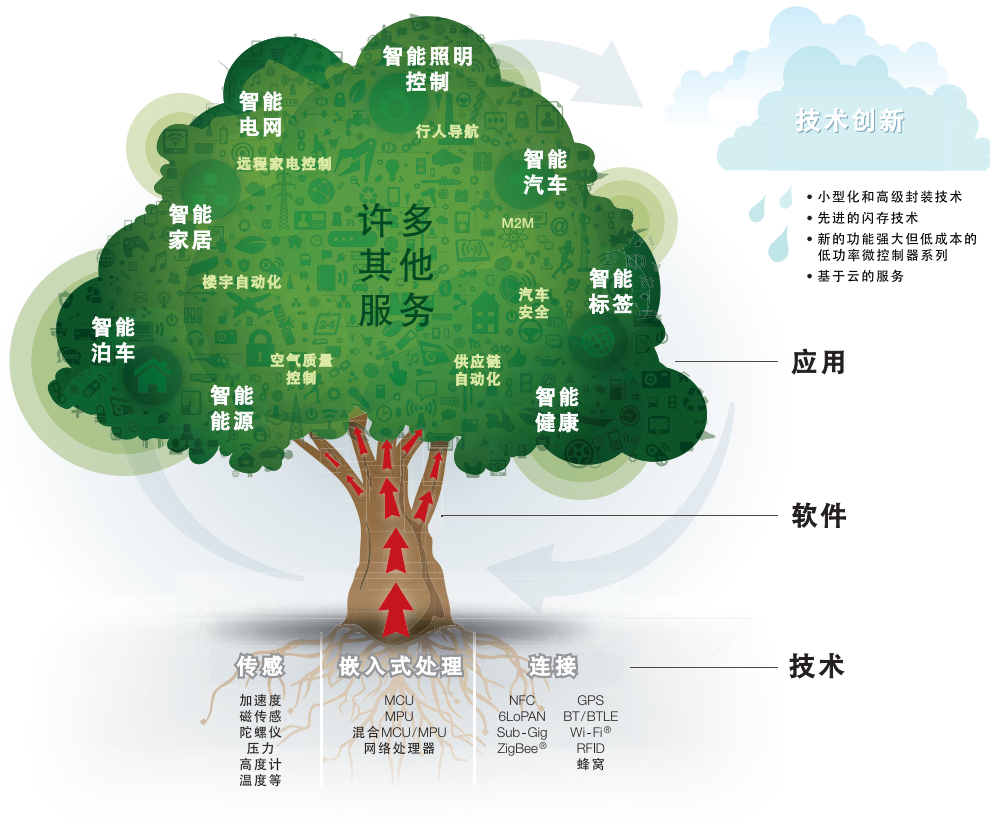 智能照明
控制
智能
电网
行人导航
远程家电控制
智能
汽车
智能
家居
许多
其他
服务
M2M
楼宇自动化
智能
标签
汽车
安全
智能
泊车
空气质量
控制
供应链
自动化
智能
能源
智能
健康
24
技术创新
• 小型化和高级封装技术
• 先进的闪存技术
• 新的功能强大但低成本的
低功率微控制器系列
• 基于云的服务
应用
软件
技术
传感
加速度
磁传感
陀螺仪
压力
高度计
温度等
嵌入式处理
MCU
MPU
混合MCU/MPU
网络处理器
连接
NFC
6LoPAN
Sub-Gig
ZigBee®
GPS
BT/BTLE
Wi-Fi®
RFID
蜂窝